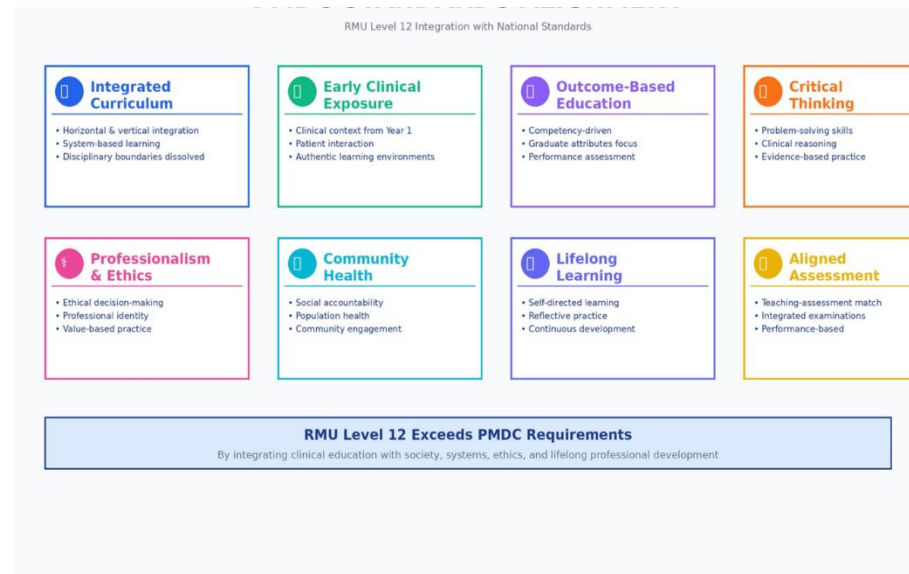 RMU Level 12 Integration with National Standards
Integrated
Curriculum
• Horizontal & vertical integration
• System-based learning
• Disciplinary boundaries dissolved
Early Clinical
Exposure
• Clinical context from Year 1
• Patient interaction
• Authentic learning environments
Outcome-Based
Education
• Competency-driven
• Graduate attributes focus
• Performance assessment
Critical
Thinking
• Problem-solving skills
• Clinical reasoning
• Evidence-based practice
Professionalism
& Ethics
• Ethical decision-making
• Professional identity
• Value-based practice
Community
Health
• Social accountability
• Population health
• Community engagement
Lifelong
Learning
• Self-directed learning
• Reflective practice
• Continuous development
Aligned
Assessment
• Teaching-assessment match
• Integrated examinations
• Performance-based
RMU Level 12 Exceeds PMDC Requirements
By integrating clinical education with society, systems, ethics, and lifelong professional development